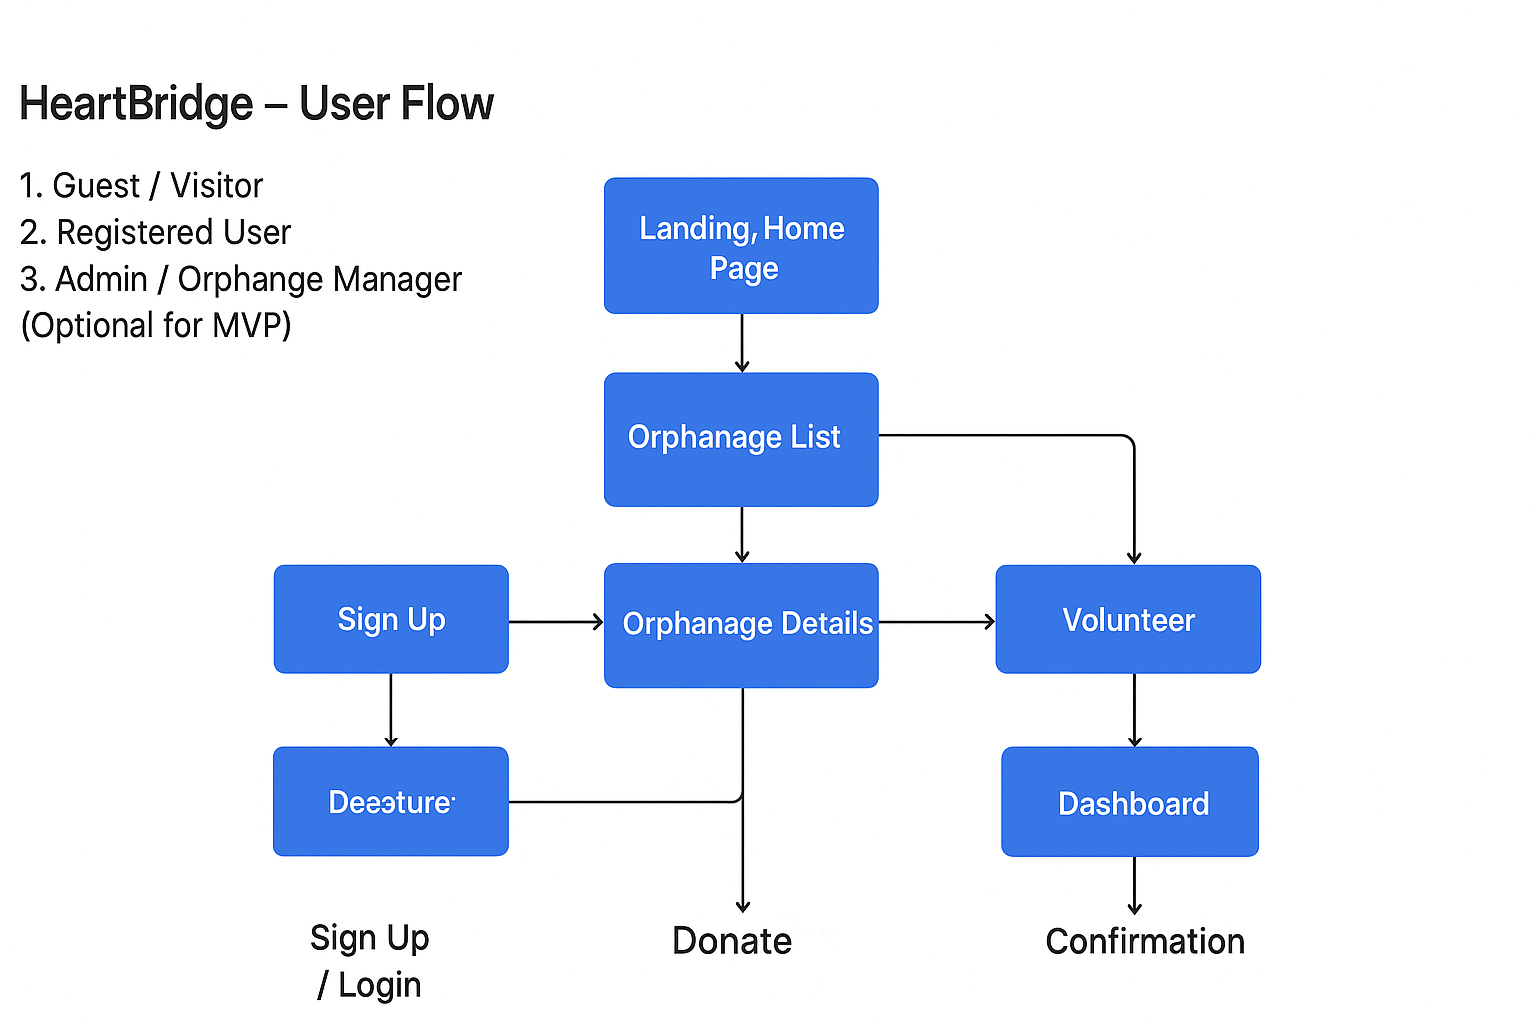 HeartBridge – User Flow
1. Guest / Visitor
2. Registered User
3. Admin / Orphange Manager
(Optional for MVP)
Landing, Home
Page
Orphanage List
Sign Up
Orphanage Details
Volunteer
Dashboard
Sign Up
/ Login
Donate
Confirmation